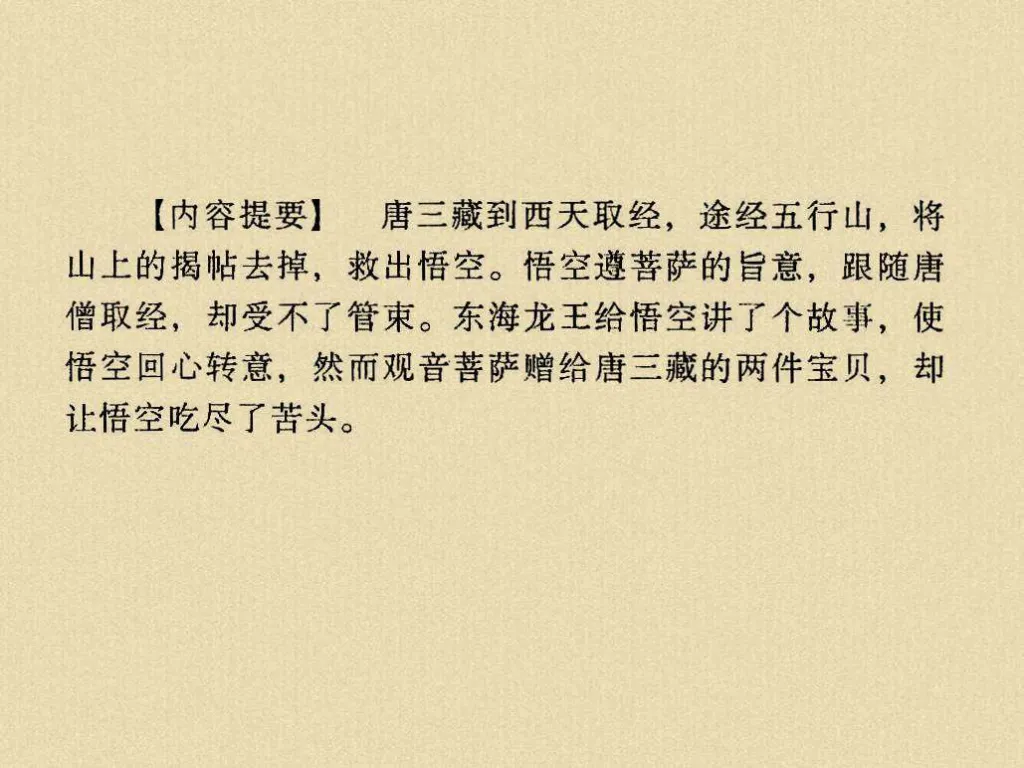 【内容提要】 唐三藏到西天取经，途经五行山，将
山上的揭帖去掉，救出悟空。悟空遵菩萨的旨意，跟随唐
僧取经，却受不了管束。东海龙王给悟空讲了个故事，使
悟空回心转意，然而观音菩萨赠给唐三藏的两件宝贝，却
让悟空吃尽了苦头。